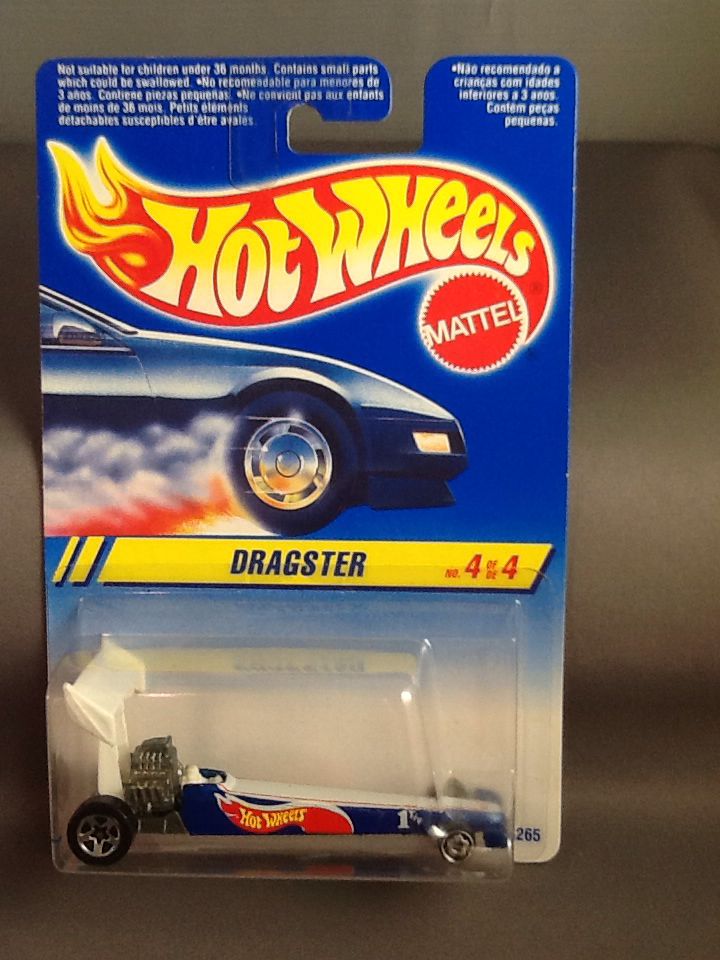 Not suitable for children under 36 months. Contains small parts
which could be swallowed. •No recomendable para menores de
3 años. Contiene piezas pequeñas. •Ne convient pas aux enfants
de moins de 36 mois. Petits éléments
détachables susceptibles d'être avalés.
•Não recomendado a
crianças com idades
inferiores a 3 anos.
Contém peças
pequenas.
HOT WHEELS
®
MATTEL
DRAGSTER
NO. 4 OF DE 4
HOT WHEELS
1
265